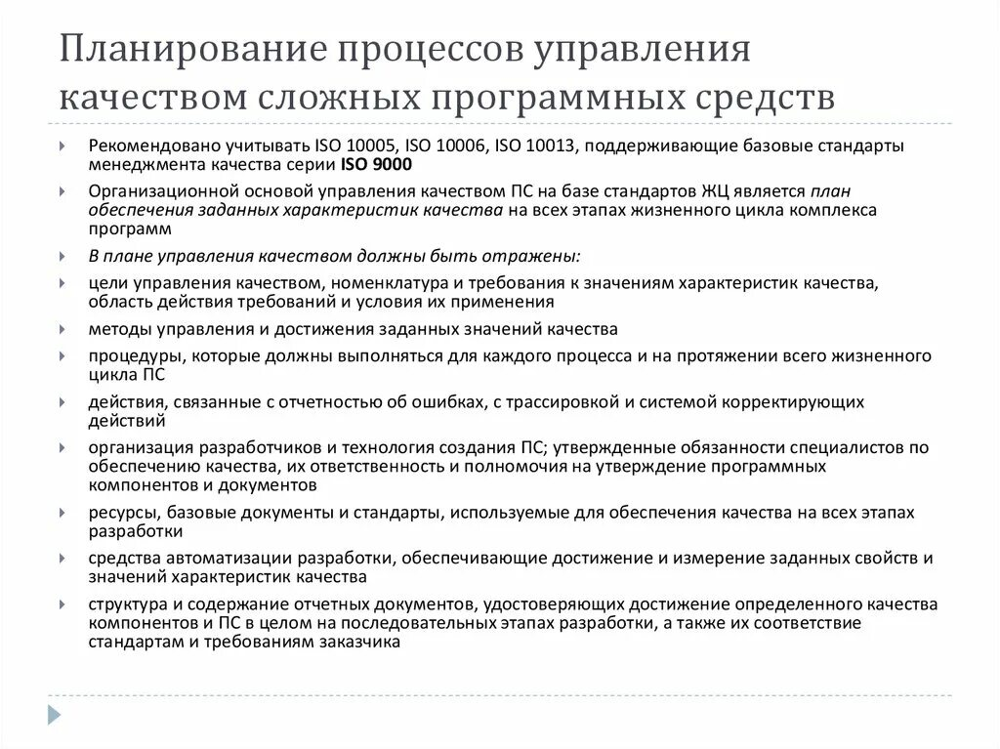 Планирование процессов управления
качеством сложных программных средств
Рекомендовано учитывать ISO 10005, ISO 10006, ISO 10013, поддерживающие базовые стандарты
менеджмента качества серии ISO 9000
Организационной основой управления качеством ПС на базе стандартов ЖЦ является план
обеспечения заданных характеристик качества на всех этапах жизненного цикла комплекса
программ
В плане управления качеством должны быть отражены:
цели управления качеством, номенклатура и требования к значениям характеристик качества,
область действия требований и условия их применения
методы управления и достижения заданных значений качества
процедуры, которые должны выполняться для каждого процесса и на протяжении всего жизненного
цикла ПС
действия, связанные с отчетностью об ошибках, с трассировкой и системой корректирующих
действий
организация разработчиков и технология создания ПС; утвержденные обязанности специалистов по
обеспечению качества, их ответственность и полномочия на утверждение программных
компонентов и документов
ресурсы, базовые документы и стандарты, используемые для обеспечения качества на всех этапах
разработки
средства автоматизации разработки, обеспечивающие достижение и измерение заданных свойств и
значений характеристик качества
структура и содержание отчетных документов, удостоверяющих достижение определенного качества
компонентов и ПС в целом на последовательных этапах разработки, а также их соответствие
стандартам и требованиям заказчика